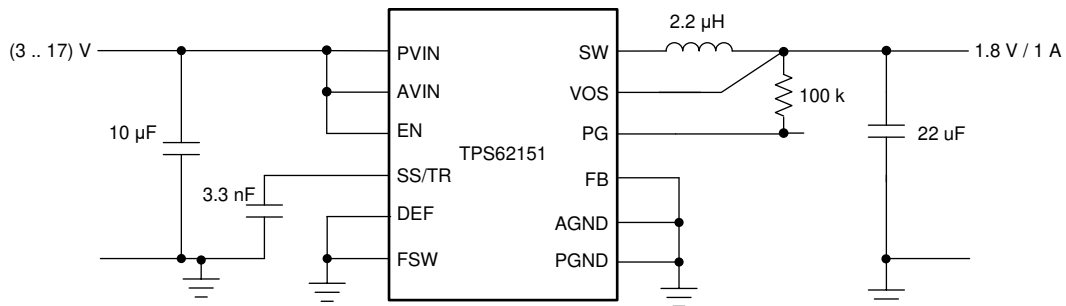 2.2 µH
(3 .. 17) V
PVIN
SW
1.8 V / 1 A
AVIN
VOS
100 k
10 µF
EN
PG
22 uF
TPS62151
3.3 nF
SS/TR
FB
DEF
AGND
FSW
PGND